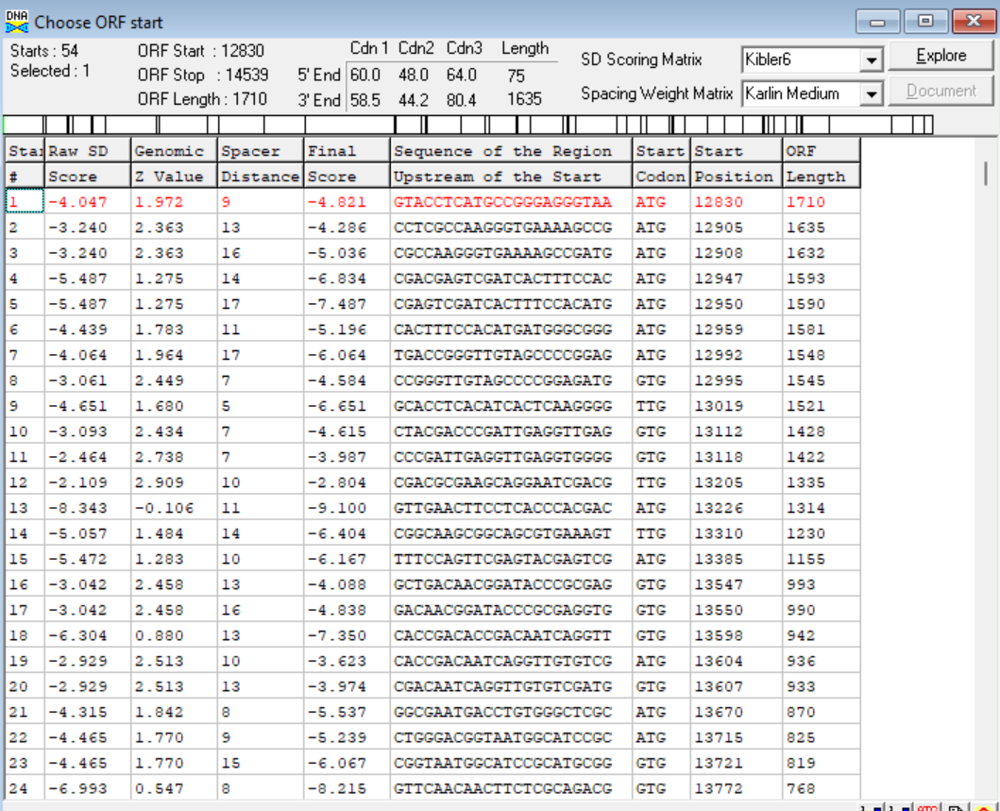 DNA Choose ORF start
Starts : 54 ORF Start : 12830 Cdn 1 Cdn2 Cdn3 Length SD Scoring Matrix Kibler6 Explore
Selected : 1 ORF Stop : 14539 5' End 60.0 48.0 64.0 75
ORF Length : 1710 3' End 58.5 44.2 80.4 1635 Spacing Weight Matrix Karlin Medium Document
Star Raw SD Genomic Spacer Final Sequence of the Region Start Start ORF
# Score Z Value Distance Score Upstream of the Start Codon Position Length
1 -4.047 1.972 9 -4.821 GTACCTCATGCCGGGAGGGTAA ATG 12830 1710
2 -3.240 2.363 13 -4.286 CCTCGCCAAGGGTGAAAAGCCG ATG 12905 1635
3 -3.240 2.363 16 -5.036 CGCCAAGGGTGAAAAGCCGATG ATG 12908 1632
4 -5.487 1.275 14 -6.834 CGACGAGTCGATCACTTTCCAC ATG 12947 1593
5 -5.487 1.275 17 -7.487 CGAGTCGATCACTTTCCACATG ATG 12950 1590
6 -4.439 1.783 11 -5.196 CACTTTCCACATGATGGGCGGG ATG 12959 1581
7 -4.064 1.964 17 -6.064 TGACCGGGTTGTAGCCCCGGAG ATG 12992 1548
8 -3.061 2.449 7 -4.584 CCGGGTTGTAGCCCCGGAGATG GTG 12995 1545
9 -4.651 1.680 5 -6.651 GCACCTCACATCACTCAAGGGG TTG 13019 1521
10 -3.093 2.434 7 -4.615 CTACGACCCGATTGAGGTTGAG GTG 13112 1428
11 -2.464 2.738 7 -3.987 CCCGATTGAGGTTGAGGTGGGG GTG 13118 1422
12 -2.109 2.909 10 -2.804 CGACGCGAAGCAGGAATCGACG TTG 13205 1335
13 -8.343 -0.106 11 -9.100 GTTGAACTTCCTCACCCACGAC ATG 13226 1314
14 -5.057 1.484 14 -6.404 CGGCAAGCGGCAGCGTGAAAGT TTG 13310 1230
15 -5.472 1.283 10 -6.167 TTTCCAGTTCGAGTACGAGTCG ATG 13385 1155
16 -3.042 2.458 13 -4.088 GCTGACAACGGATACCCGCGAG GTG 13547 993
17 -3.042 2.458 16 -4.838 GACAACGGATACCCGCGAGGTG GTG 13550 990
18 -6.304 0.880 13 -7.350 CACCGACACCGACAATCAGGTT GTG 13598 942
19 -2.929 2.513 10 -3.623 CACCGACAATCAGGTTGTGTCG ATG 13604 936
20 -2.929 2.513 13 -3.974 CGACAATCAGGTTGTGTCGATG GTG 13607 933
21 -4.315 1.842 8 -5.537 GGCGAATGACCTGTGGGCTCGC ATG 13670 870
22 -4.465 1.770 9 -5.239 CTGGGACGGTAATGGCATCCGC ATG 13715 825
23 -4.465 1.770 15 -6.067 CGGTAATGGCATCCGCATGCGG GTG 13721 819
24 -6.993 0.547 8 -8.215 GTTCAACAACTTCTCGCAGACG GTG 13772 768